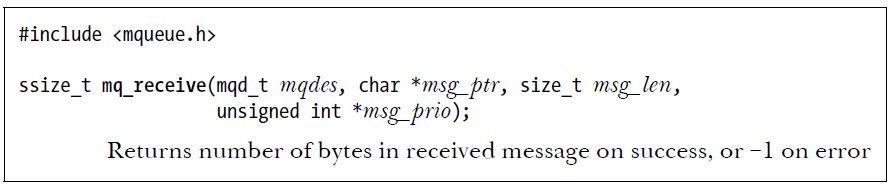 #include <mqueue.h>
ssize_t mq_receive(mqd_t mqdes, char *msg_ptr, size_t msg_len,
unsigned int *msg_prio);
Returns number of bytes in received message on success, or –1 on error